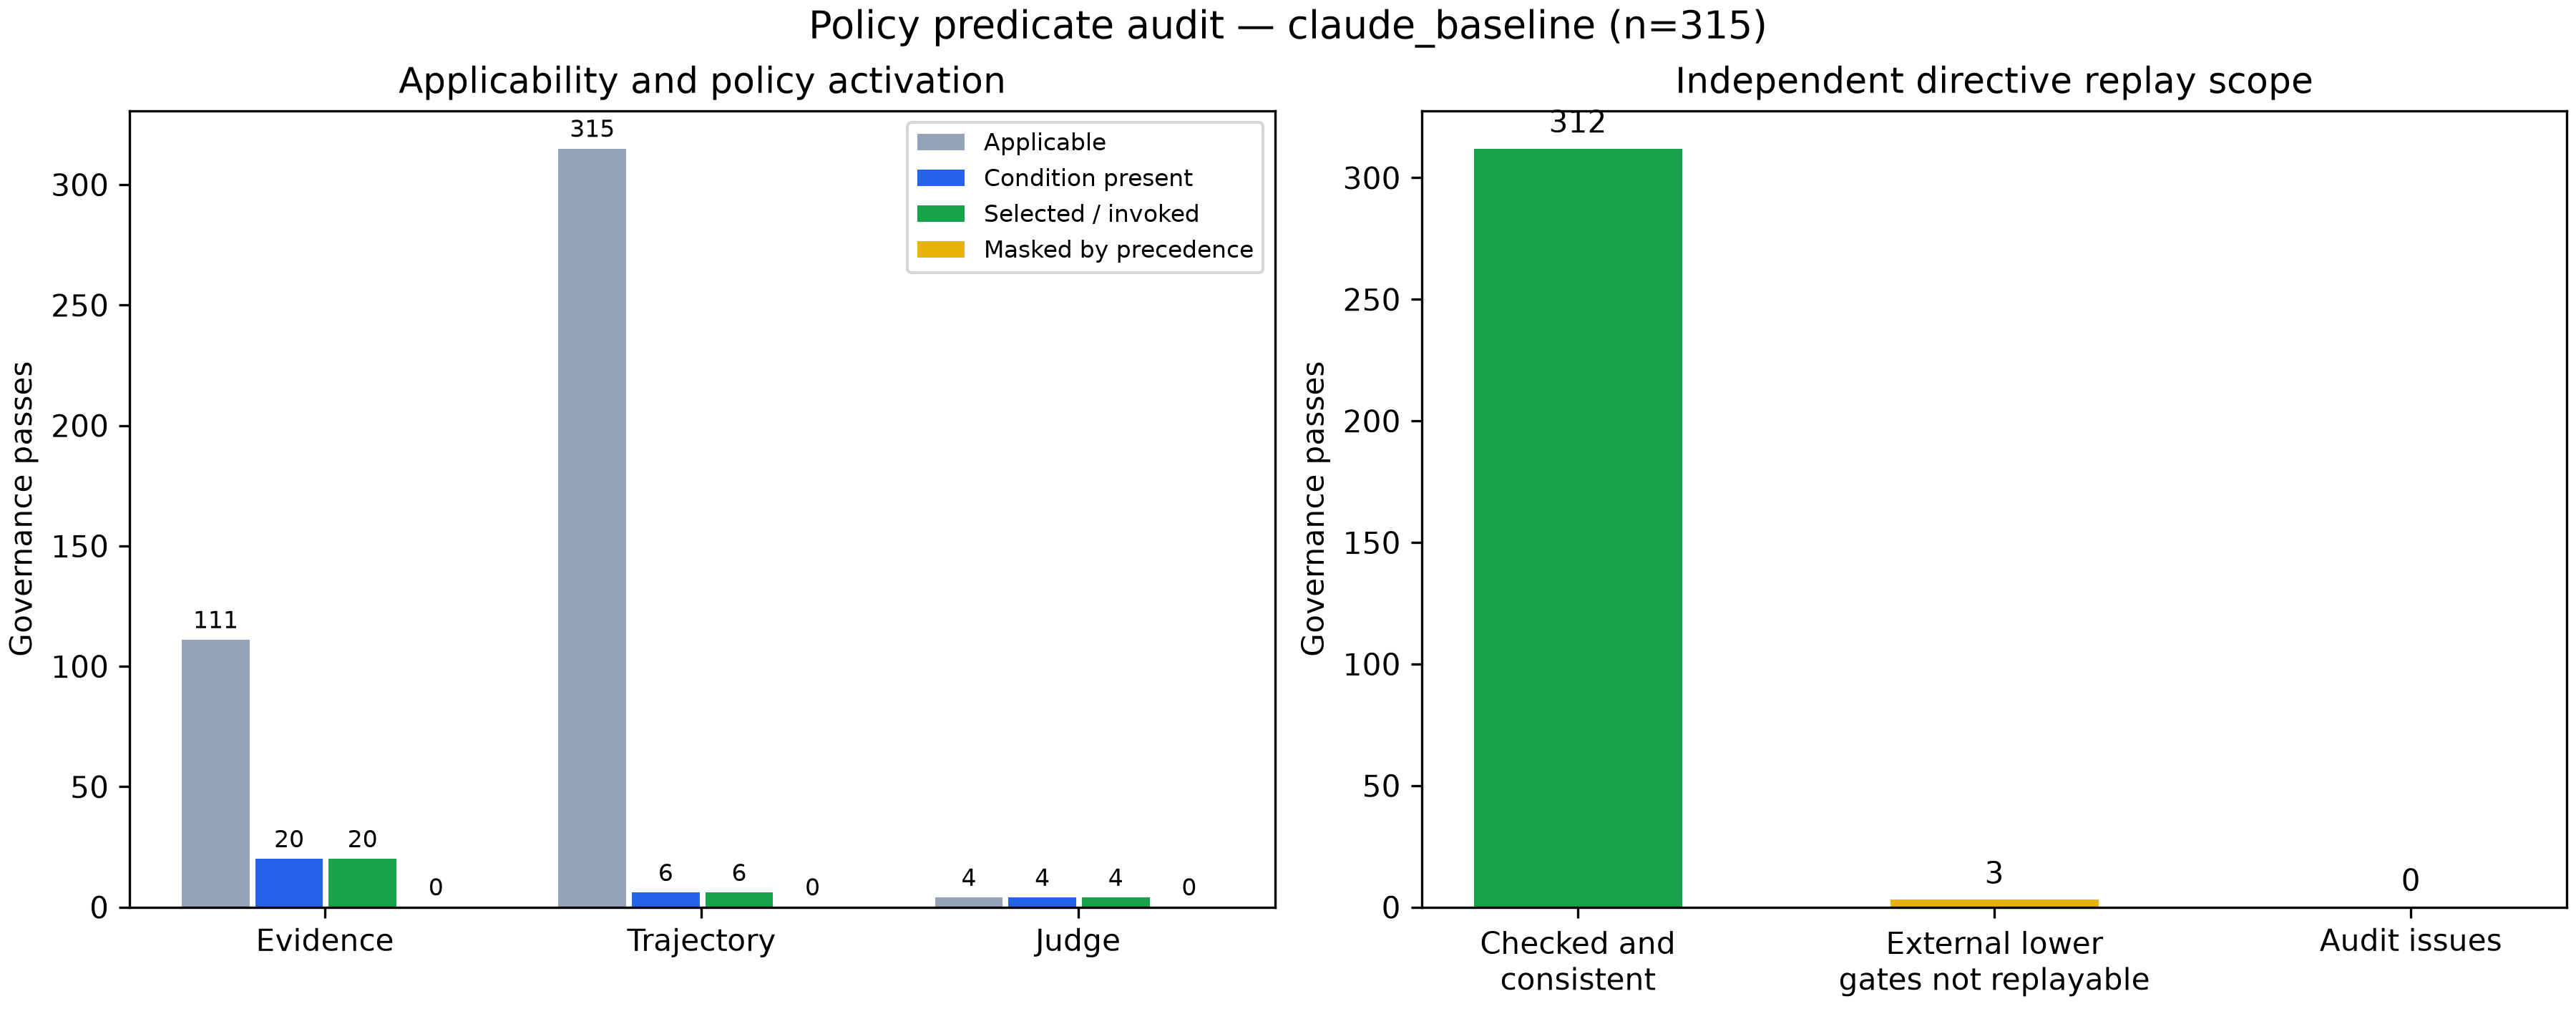 Policy predicate audit — claude_baseline (n=315)
Applicability and policy activation
Governance passes
300
250
200
150
100
50
0
315
111
20
20
0
6
6
0
4
4
4
0
Applicable
Condition present
Selected / invoked
Masked by precedence
Evidence
Trajectory
Judge
Independent directive replay scope
Governance passes
300
250
200
150
100
50
0
312
3
0
Checked and
consistent
External lower
gates not replayable
Audit issues